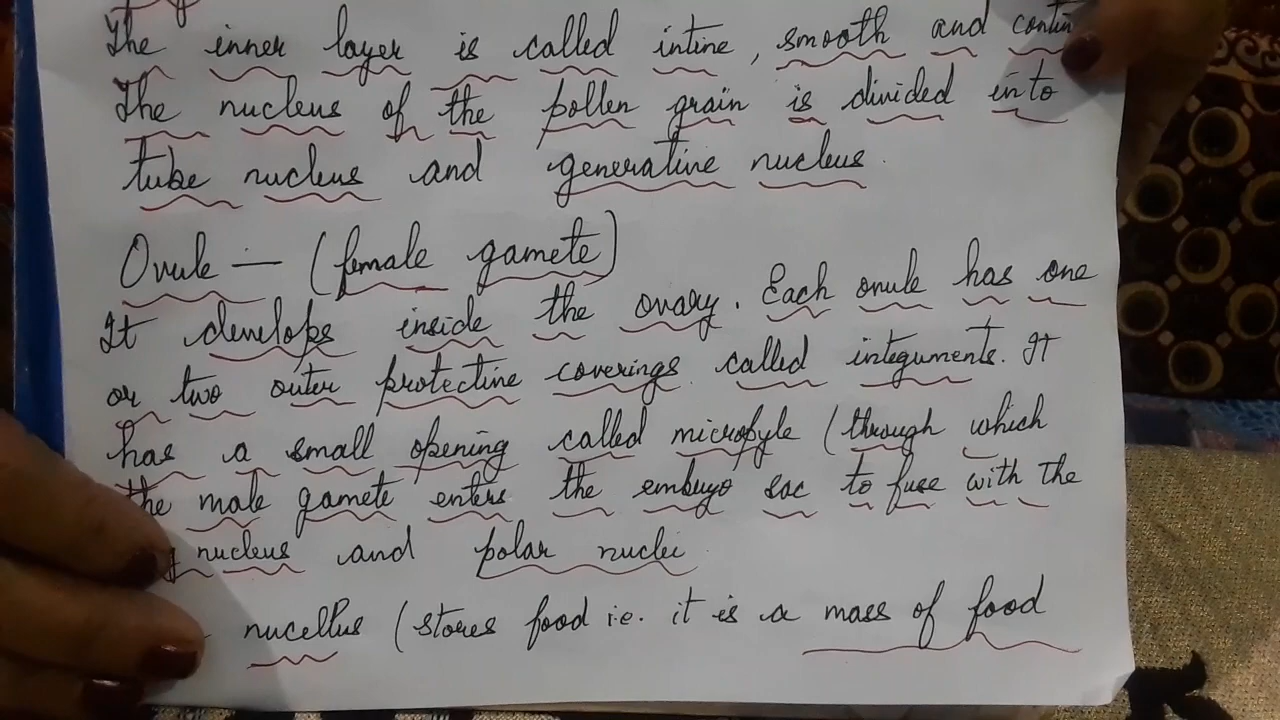 The inner layer is called intine, smooth and contin
The nucleus of the pollen grain is divided into
tube nucleus and generative nucleus.
Ovule — (female gamete)
It develops inside the ovary. Each ovule has one
or two outer protective coverings called integuments. It
has a small opening called micropyle (through which
the male gamete enters the embryo sac to fuse with the
nucleus and polar nuclei
nucellus (stores food i.e. it is a mass of food